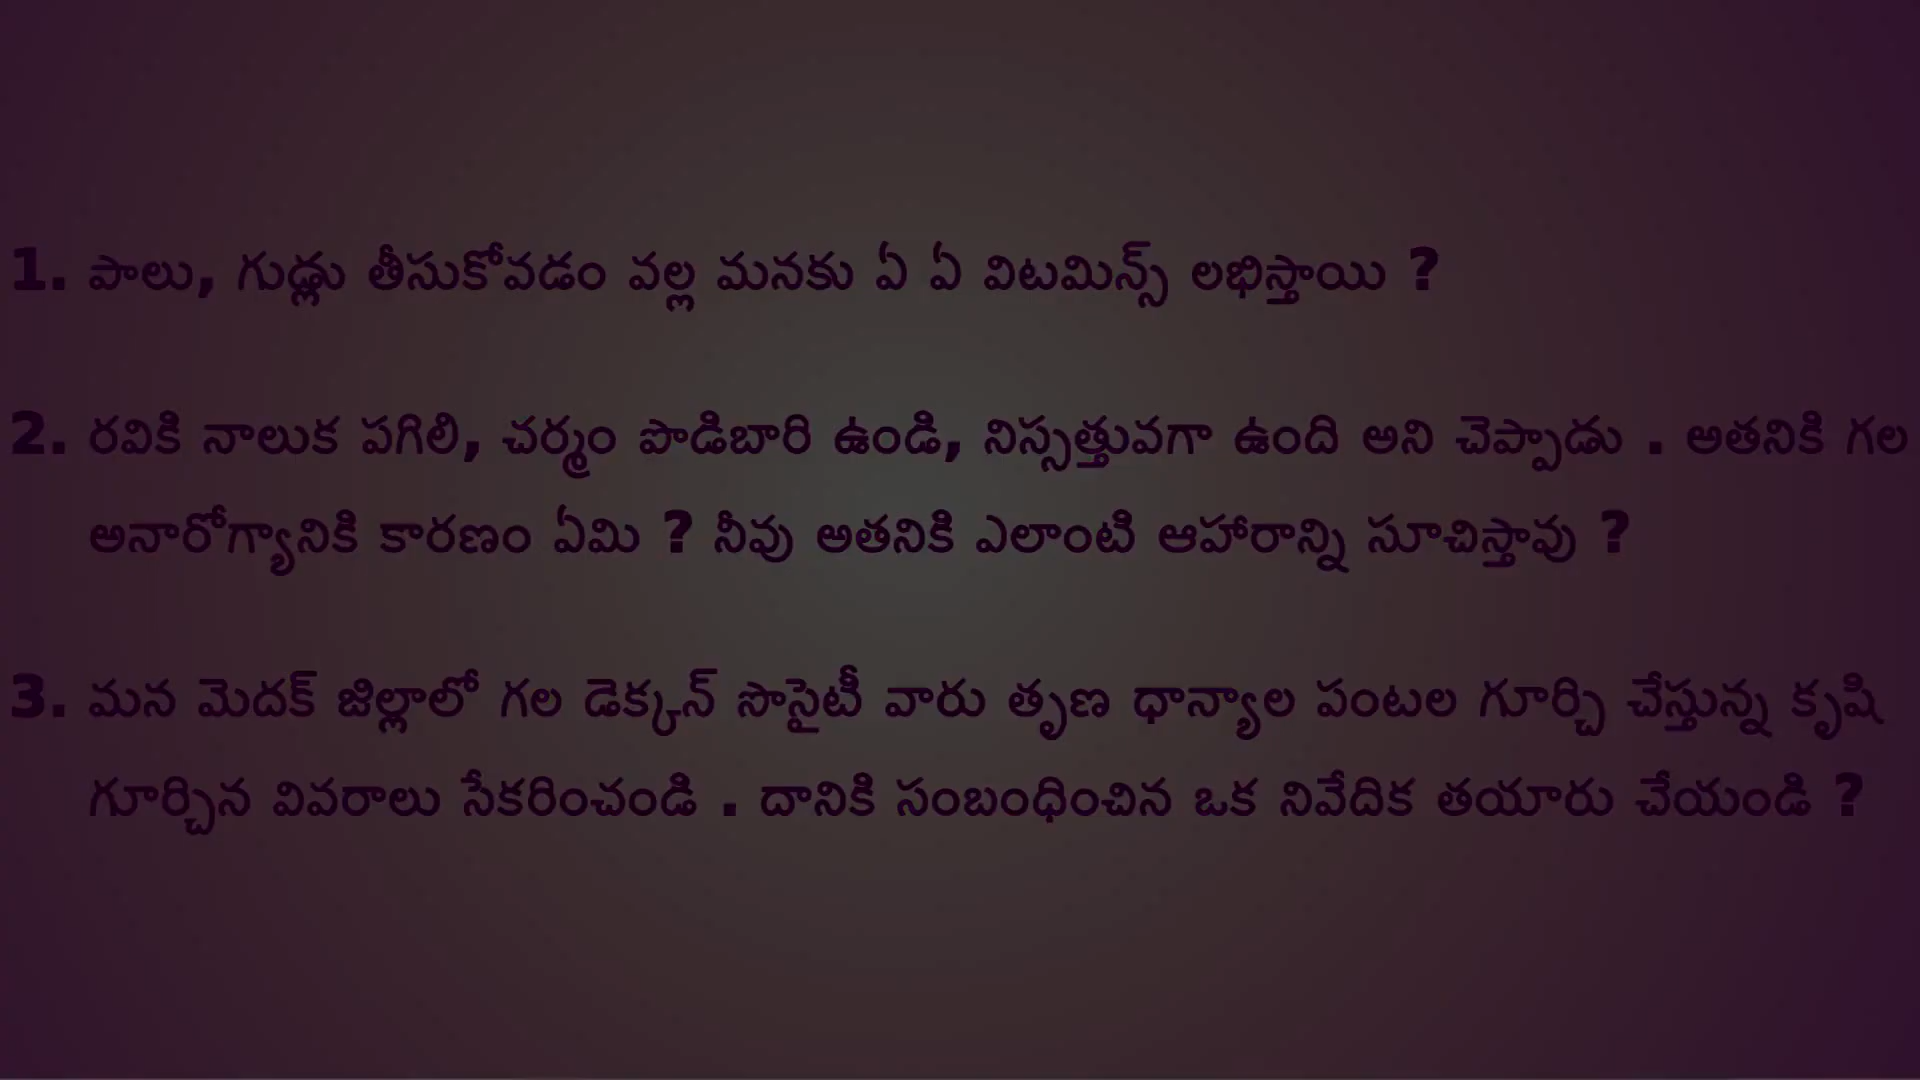 1. పాలు, గుడ్లు తీసుకోవడం వల్ల మనకు ఏ ఏ విటమిన్స్ లభిస్తాయి ?
2. రవికి నాలుక పగిలి, చర్మం పొడిబారి ఉండి, నిస్సత్తువగా ఉంది అని చెప్పాడు . అతనికి గల
అనారోగ్యానికి కారణం ఏమి ? నీవు అతనికి ఎలాంటి ఆహారాన్ని సూచిస్తావు ?
3. మన మెదక్ జిల్లాలో గల డెక్కన్ సొసైటీ వారు తృణ ధాన్యాల పంటల గూర్చి చేస్తున్న కృషి
గూర్చిన వివరాలు సేకరించండి . దానికి సంబంధించిన ఒక నివేదిక తయారు చేయండి ?